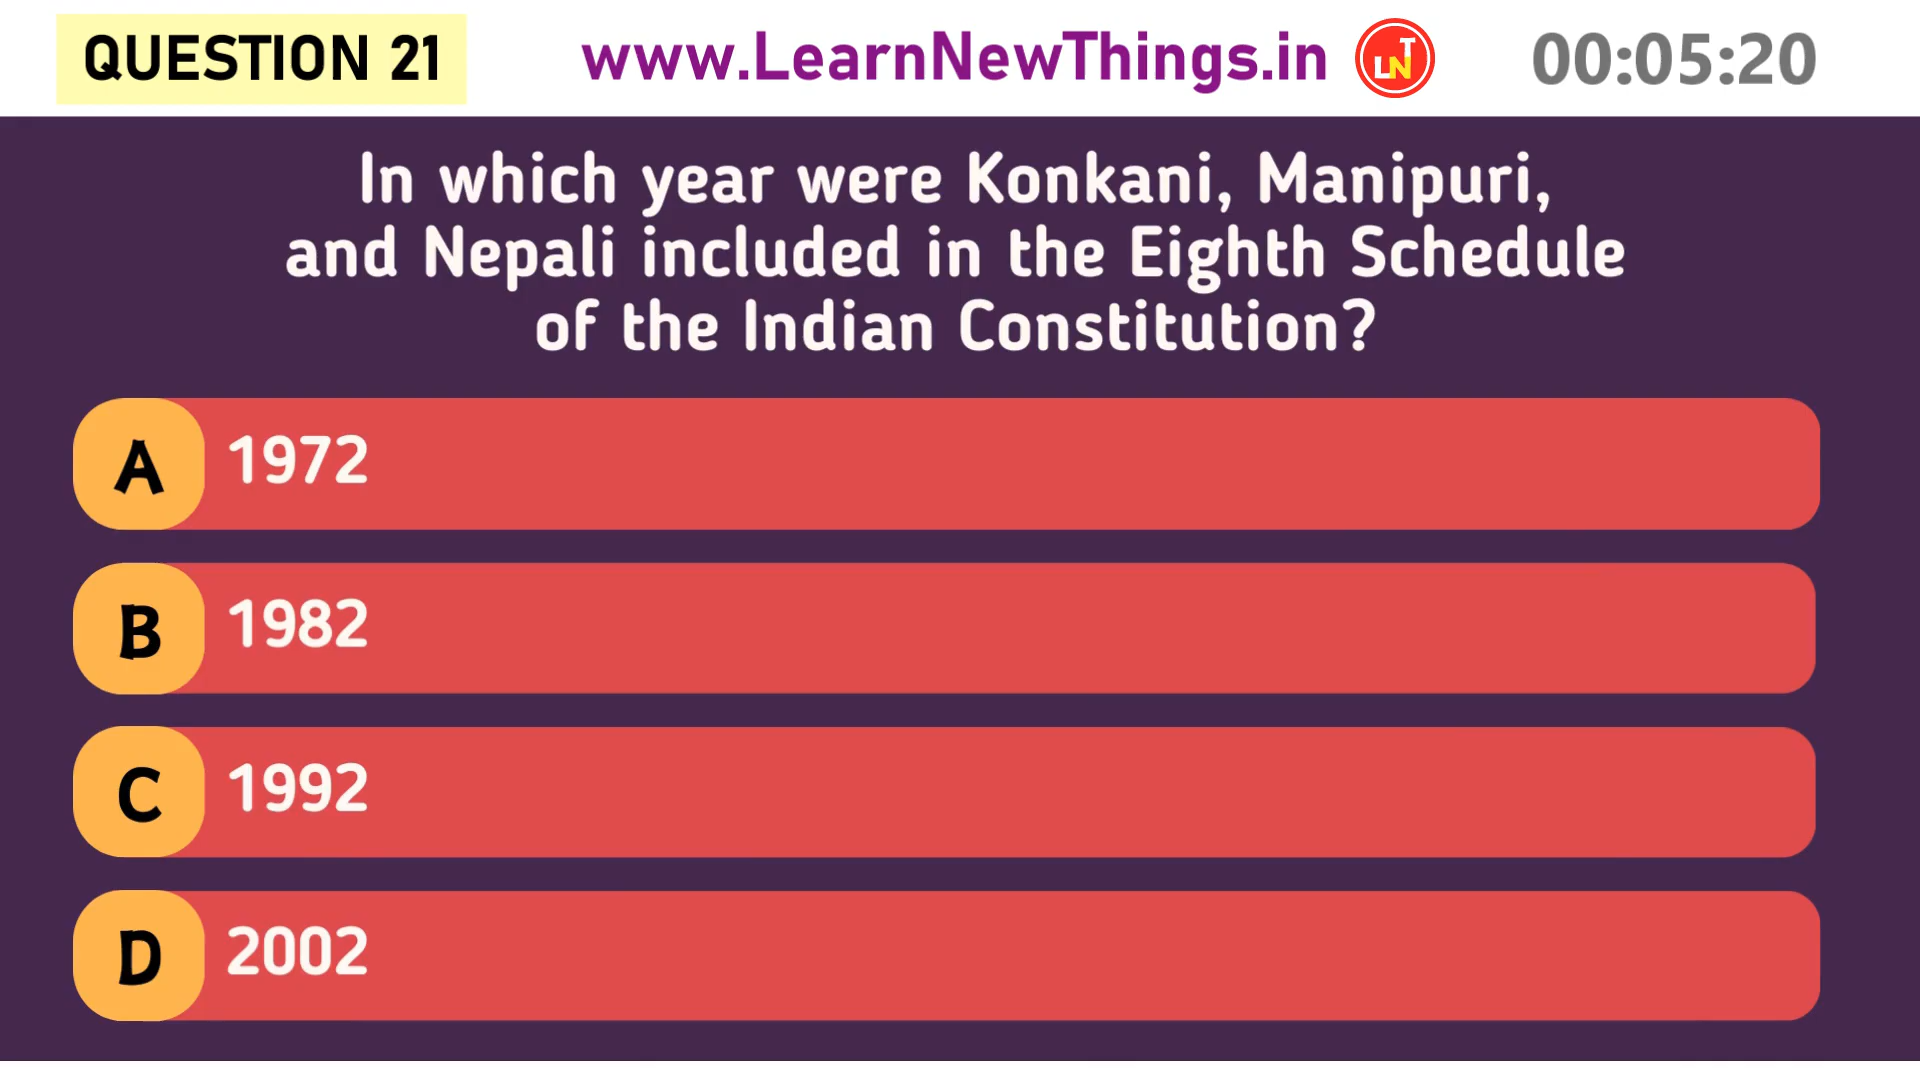 QUESTION 21
www.LearnNewThings.in
LNT
00:05:20
In which year were Konkani, Manipuri,
and Nepali included in the Eighth Schedule
of the Indian Constitution?
A 1972
B 1982
C 1992
D 2002